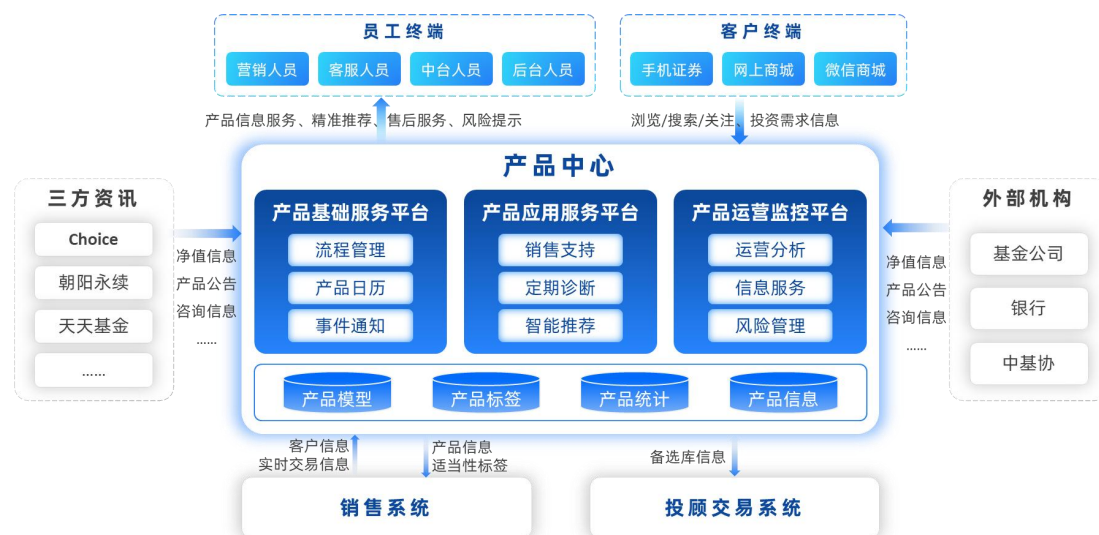 员工终端
营销人员 客服人员 中台人员 后台人员
客户终端
手机证券 网上商城 微信商城
产品信息服务、精准推荐、售后服务、风险提示
浏览/搜索/关注、投资需求信息
三方资讯
Choice
朝阳永续
天天基金
......
净值信息
产品公告
咨询信息
......
产品中心
产品基础服务平台
流程管理
产品日历
事件通知
产品应用服务平台
销售支持
定期诊断
智能推荐
产品运营监控平台
运营分析
信息服务
风险管理
产品模型 产品标签 产品统计 产品信息
外部机构
基金公司
银行
中基协
净值信息
产品公告
咨询信息
......
客户信息
实时交易信息
产品信息
适当性标签
备选库信息
销售系统
投顾交易系统